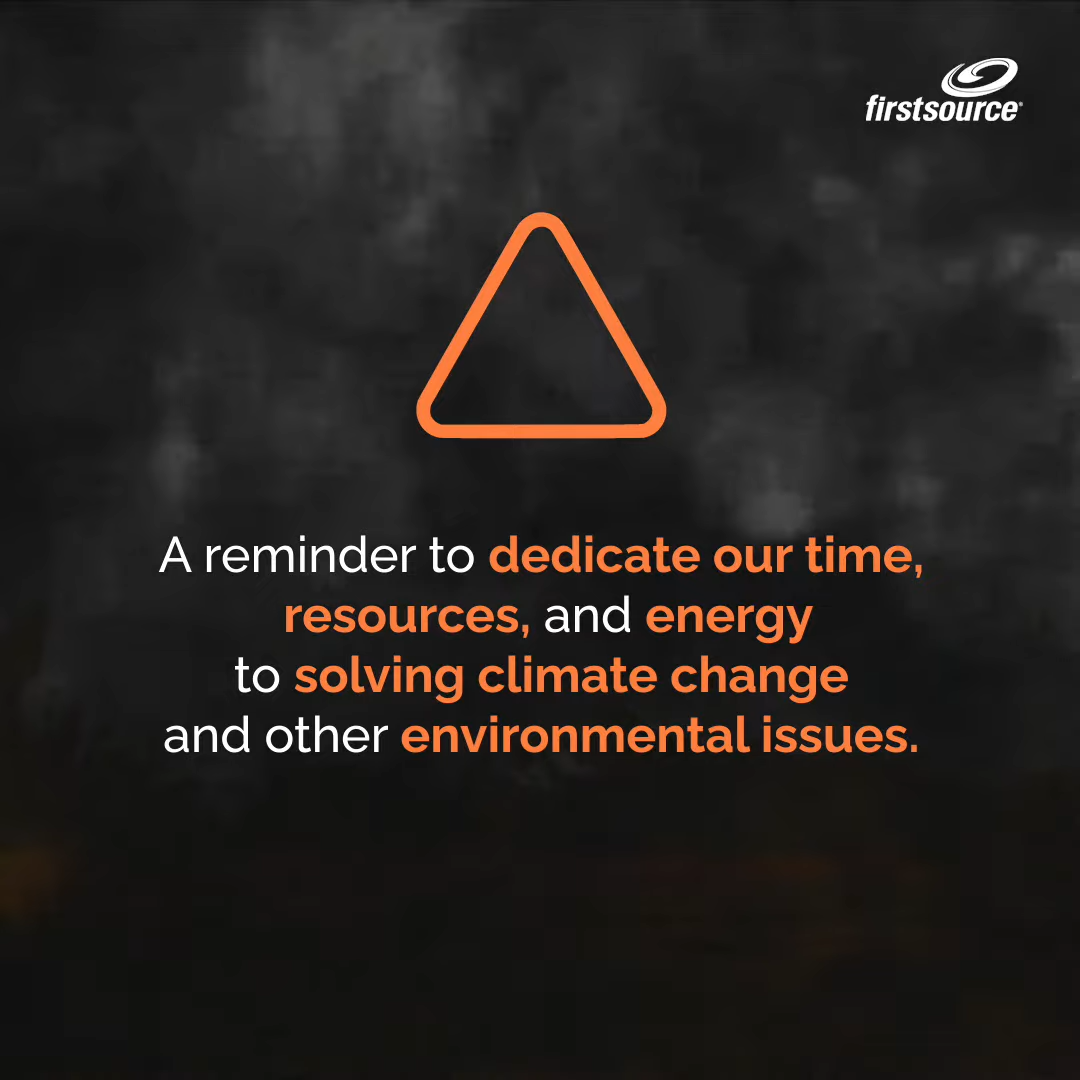 firstsource
A reminder to dedicate our time,
resources, and energy
to solving climate change
and other environmental issues.